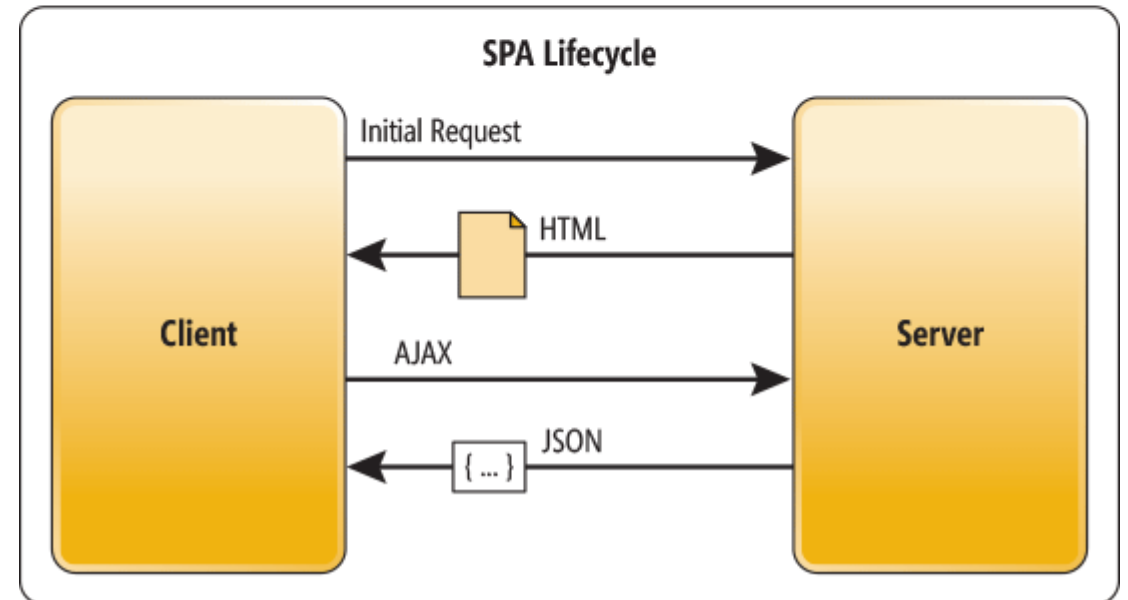 SPA Lifecycle
Initial Request
HTML
Client
Server
AJAX
JSON
{ ... }